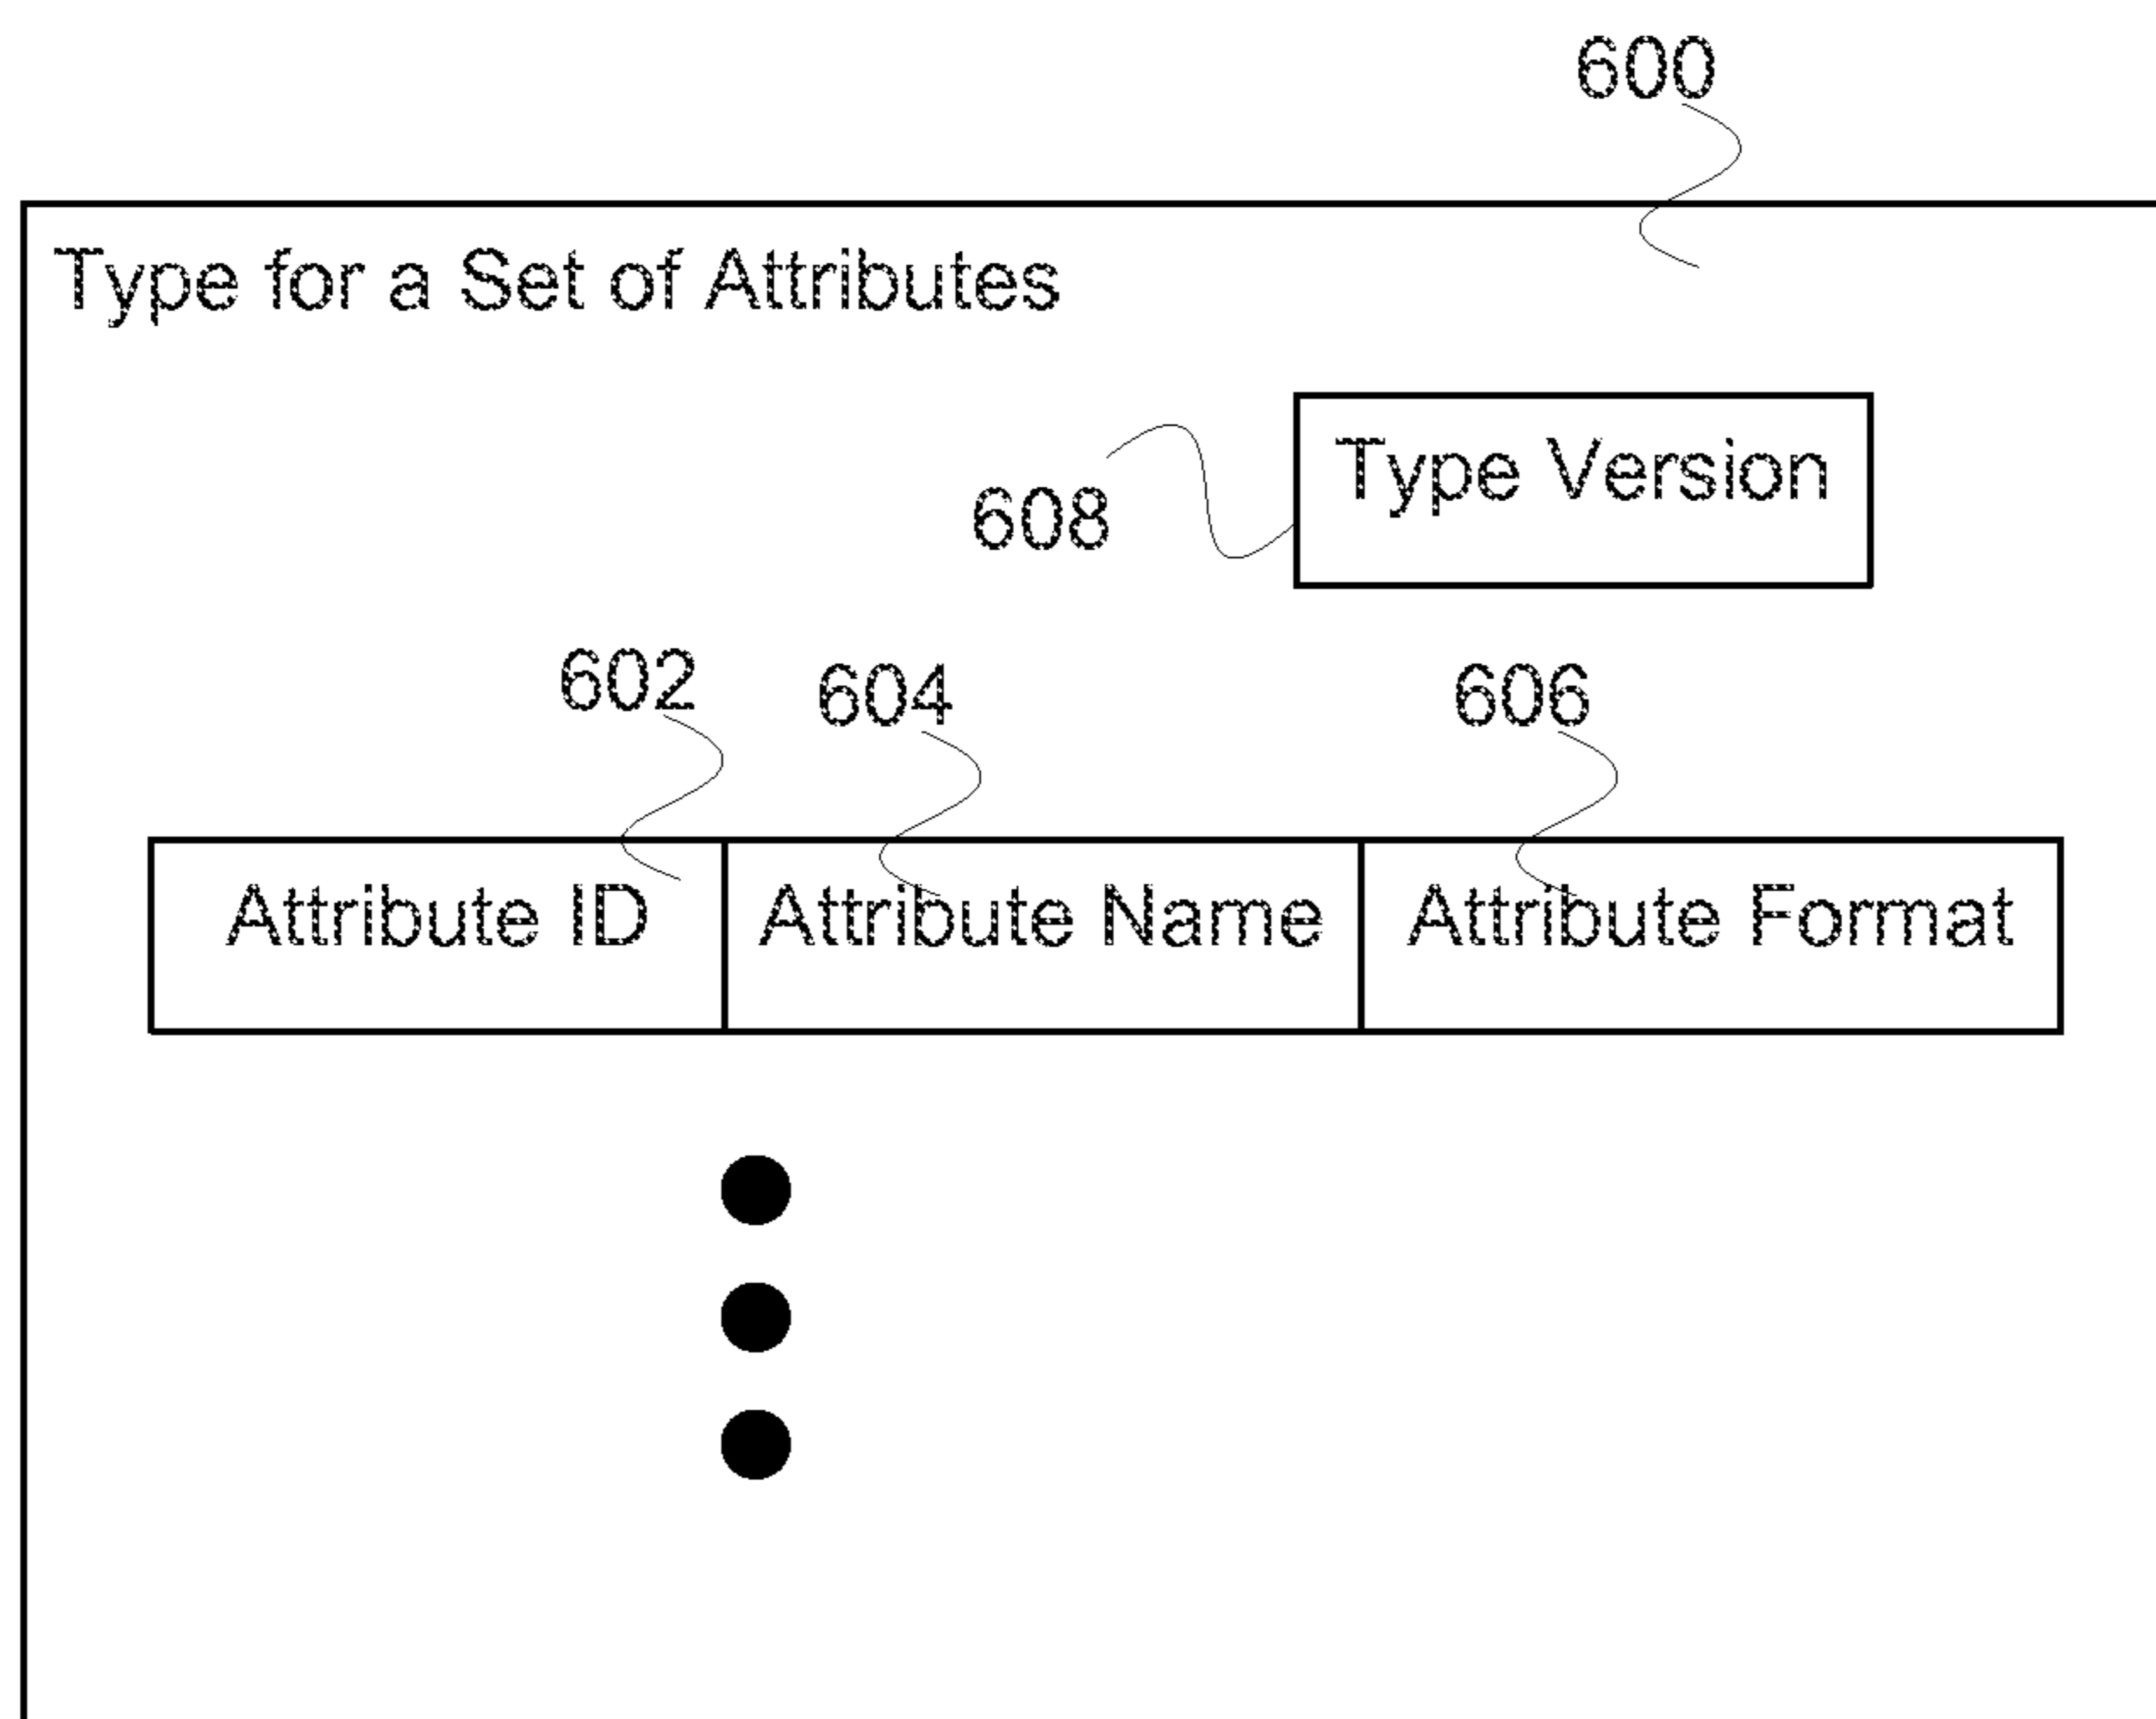 600
Type for a Set of Attributes
Type Version
608
602
604
606
Attribute ID
Attribute Name
Attribute Format